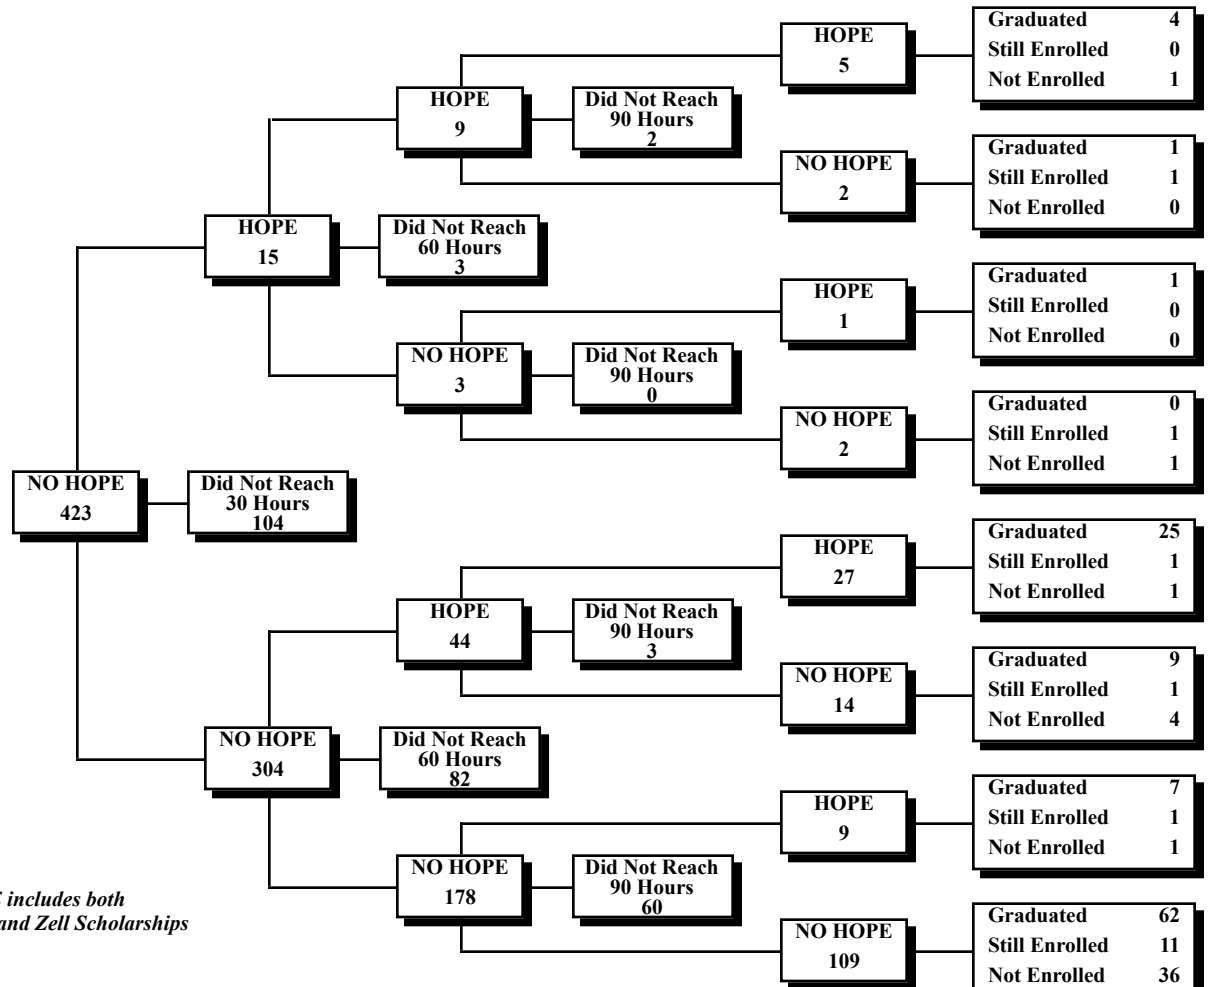 HOPE
5
Graduated 4
Still Enrolled 0
Not Enrolled 1
HOPE
9
Did Not Reach
90 Hours
2
NO HOPE
2
Graduated 1
Still Enrolled 1
Not Enrolled 0
HOPE
15
Did Not Reach
60 Hours
3
HOPE
1
Graduated 1
Still Enrolled 0
Not Enrolled 0
NO HOPE
3
Did Not Reach
90 Hours
0
NO HOPE
2
Graduated 0
Still Enrolled 1
Not Enrolled 1
NO HOPE
423
Did Not Reach
30 Hours
104
HOPE
27
Graduated 25
Still Enrolled 1
Not Enrolled 1
HOPE
44
Did Not Reach
90 Hours
3
NO HOPE
14
Graduated 9
Still Enrolled 1
Not Enrolled 4
NO HOPE
304
Did Not Reach
60 Hours
82
HOPE
9
Graduated 7
Still Enrolled 1
Not Enrolled 1
NO HOPE
178
Did Not Reach
90 Hours
60
NO HOPE
109
Graduated 62
Still Enrolled 11
Not Enrolled 36
includes both
and Zell Scholarships